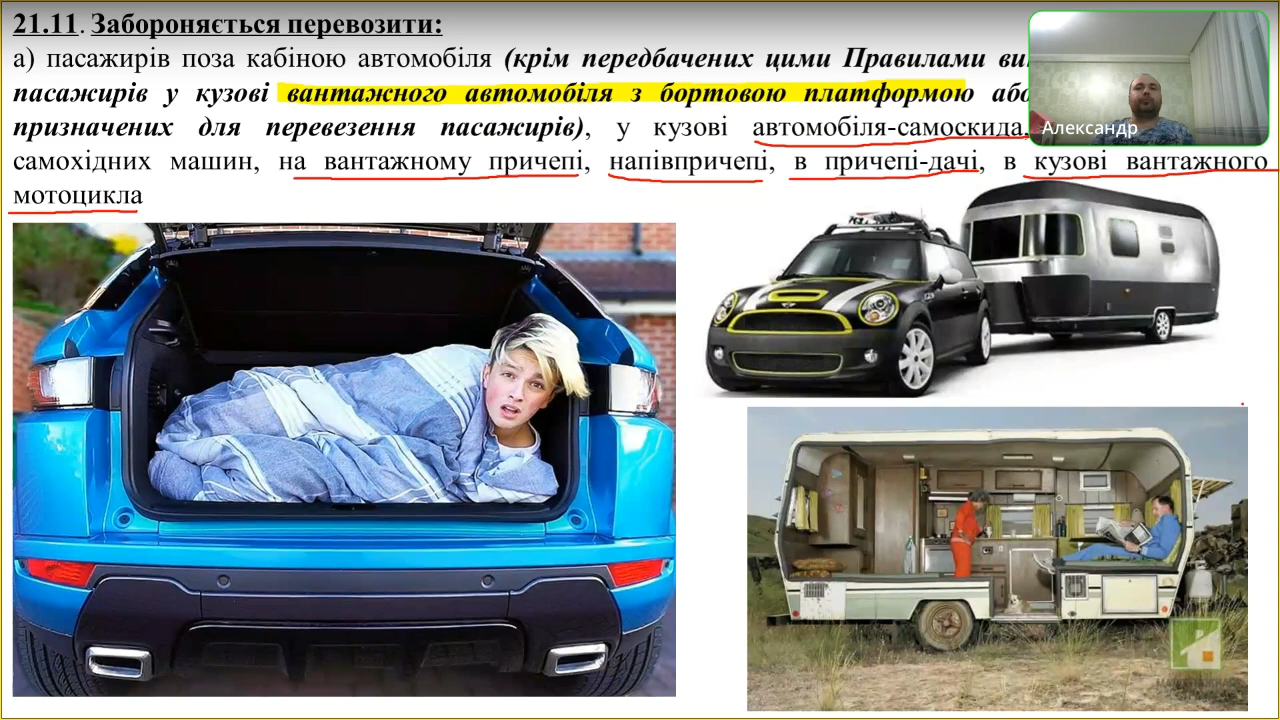 21.11. Забороняється перевозити:
а) пасажирів поза кабіною автомобіля (крім передбачених цими Правилами
пасажирів у кузові вантажного автомобіля з бортовою платформою або
призначених для перевезення пасажирів), у кузові автомобіля-самоскида,
самохідних машин, на вантажному причепі, напівпричепі, в причепі-дачі, в кузові вантажного
мотоцикла
Александр